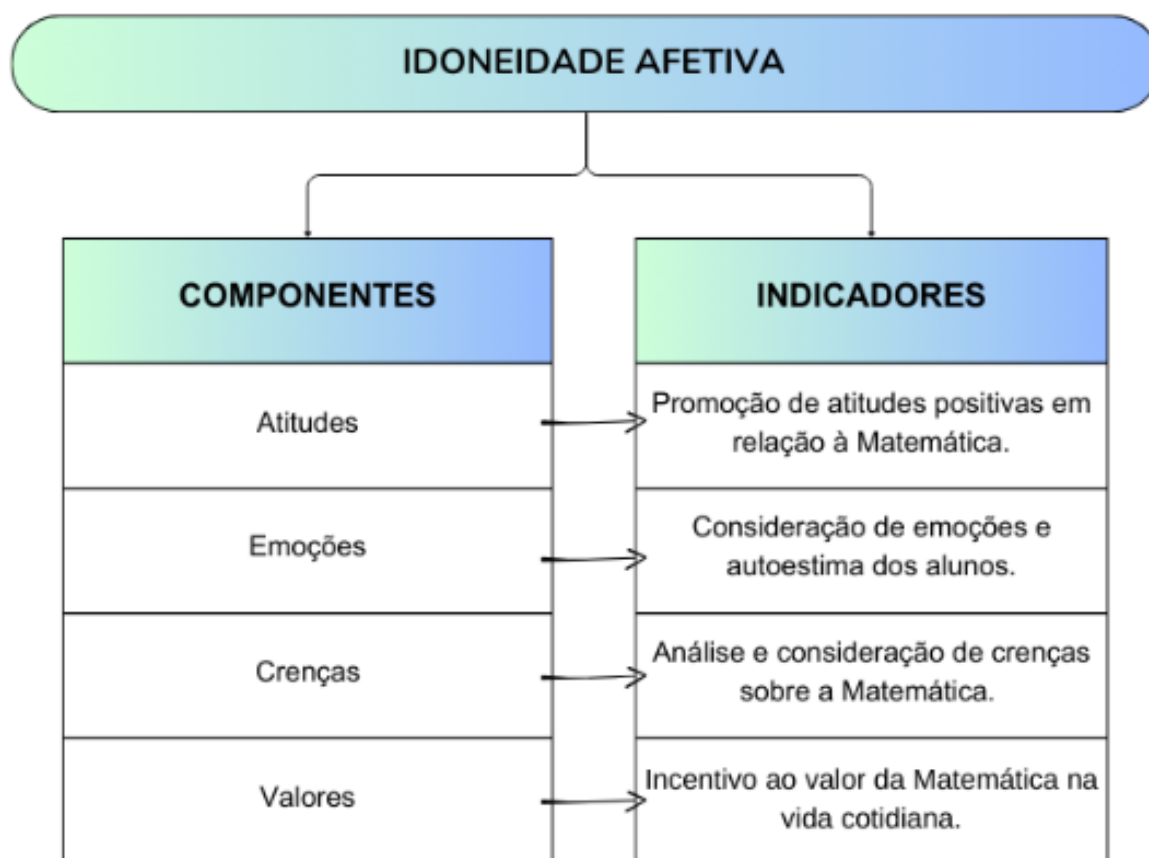 IDONEIDADE AFETIVA
COMPONENTES
INDICADORES
Atitudes
Promoção de atitudes positivas em
relação à Matemática.
Emoções
Consideração de emoções e
autoestima dos alunos.
Crenças
Análise e consideração de crenças
sobre a Matemática.
Valores
Incentivo ao valor da Matemática na
vida cotidiana.